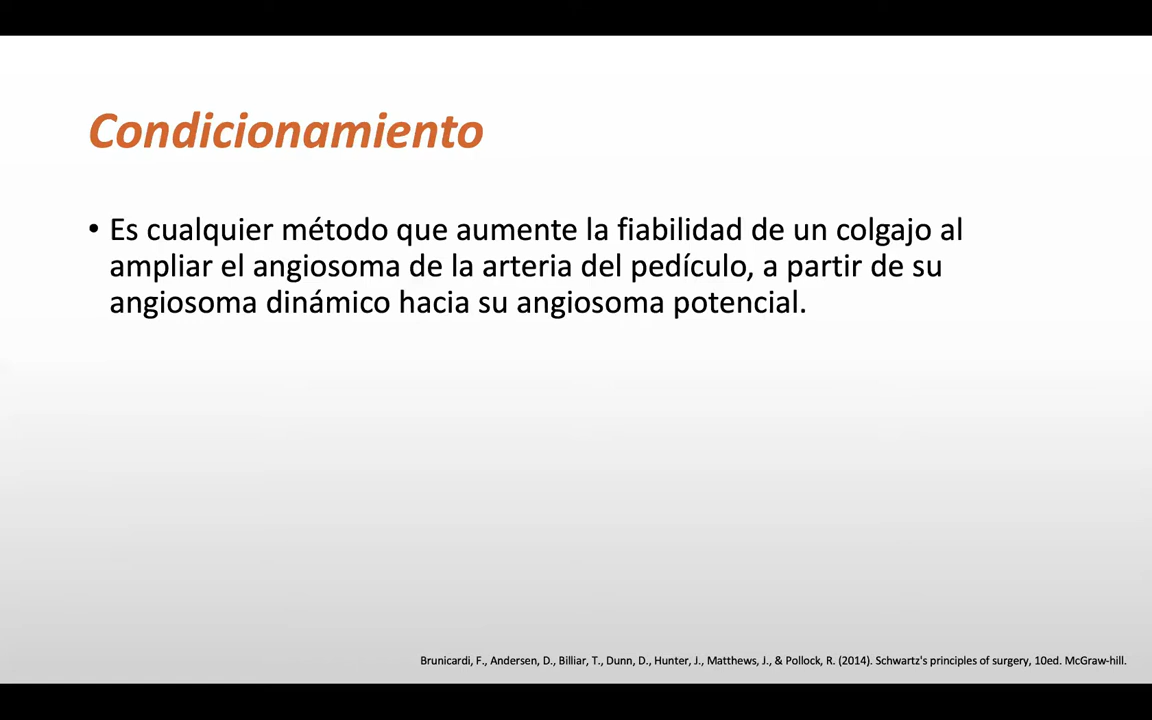 Condicionamiento
• Es cualquier método que aumente la fiabilidad de un colgajo al
ampliar el angiosoma de la arteria del pedículo, a partir de su
angiosoma dinámico hacia su angiosoma potencial.
Brunicardi, F., Andersen, D., Billiar, T., Dunn, D., Hunter, J., Matthews, J., & Pollock, R. (2014). Schwartz's principles of surgery, 10ed. McGraw-hill.